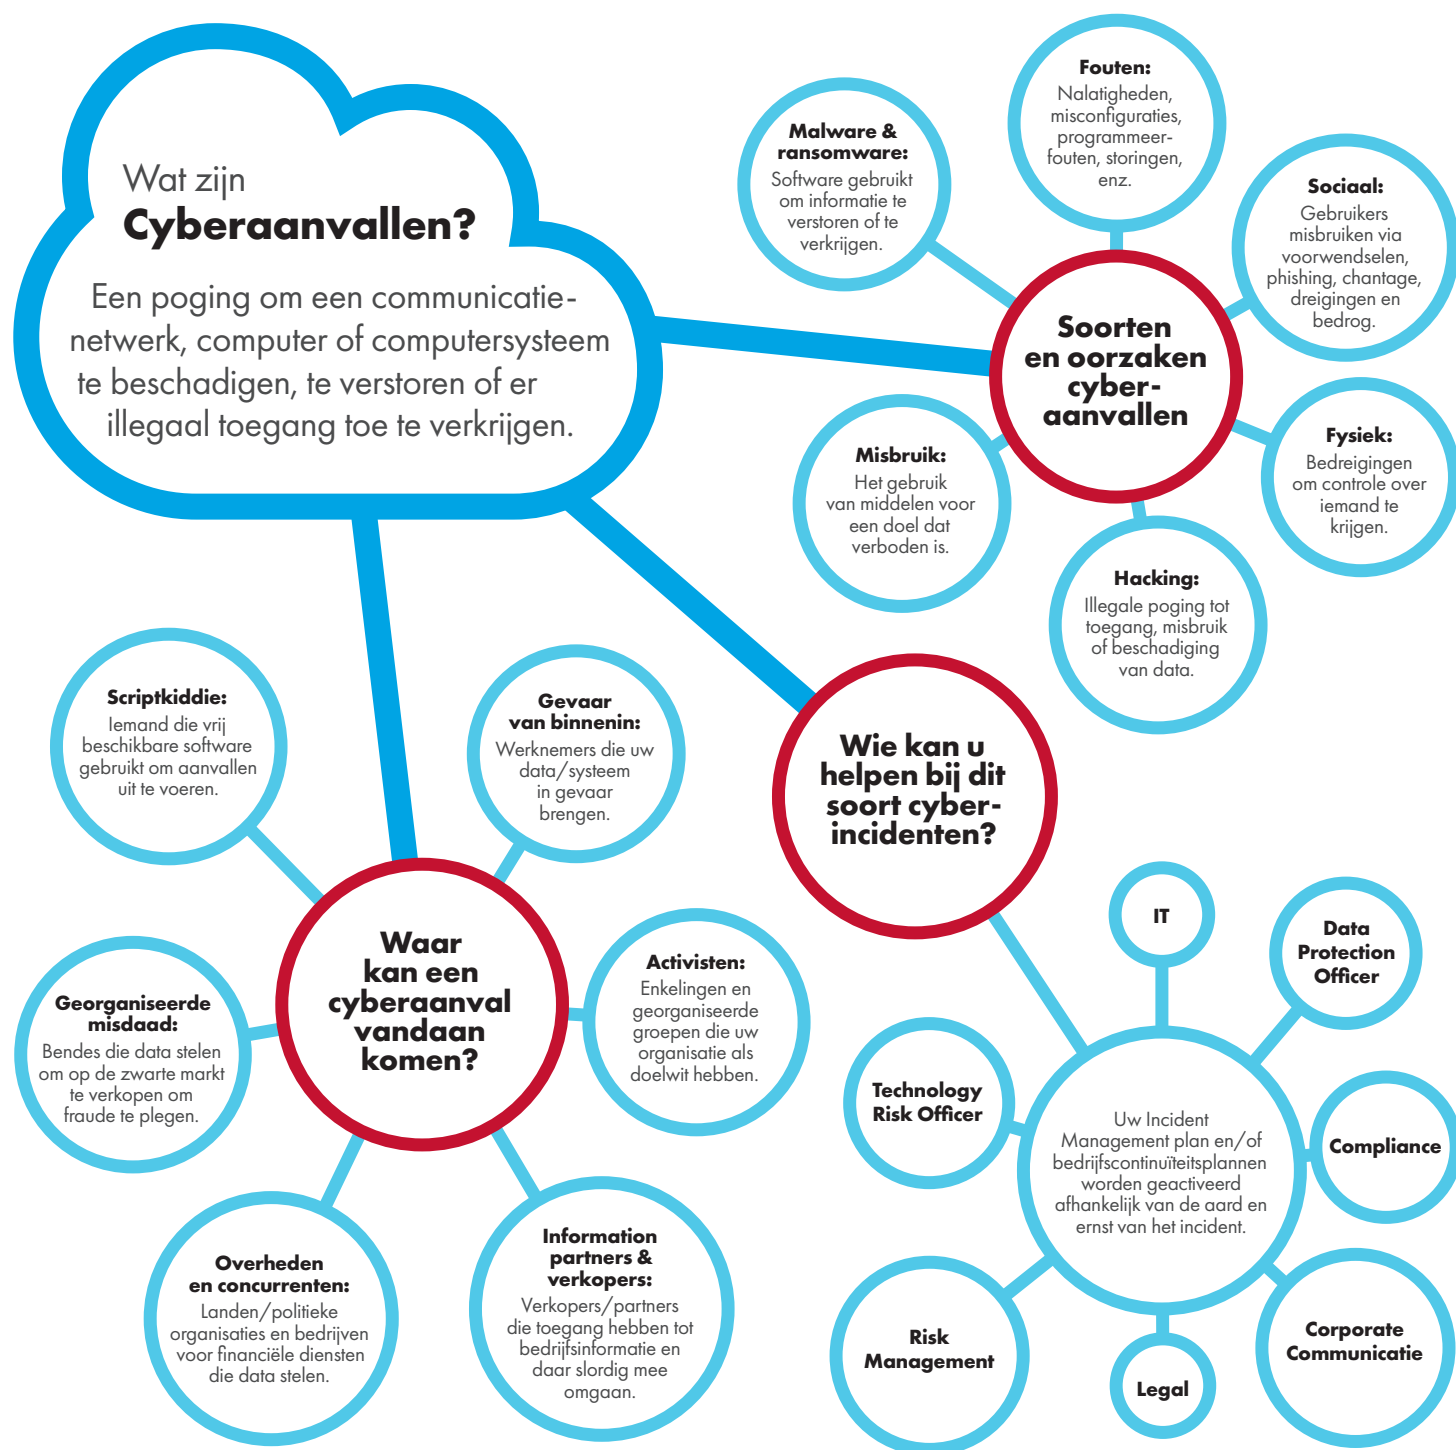 Wat zijn
Cyberaanvallen?
Een poging om een communicatie-
netwerk, computer of computersysteem
te beschadigen, te verstoren of er
illegaal toegang toe te verkrijgen.
Soorten
en oorzaken
cyber-
aanvallen
Malware &
ransomware:
Software gebruikt
om informatie te
verstoren of te
verkrijgen.
Fouten:
Nalatigheden,
misconfiguraties,
programmeer-
fouten, storingen,
enz.
Sociaal:
Gebruikers
misbruiken via
voorwendselen,
phishing, chantage,
dreigingen en
bedrog.
Fysiek:
Bedreigingen
om controle over
iemand te
krijgen.
Hacking:
Illegale poging tot
toegang, misbruik
of beschadiging
van data.
Misbruik:
Het gebruik
van middelen voor
een doel dat
verboden is.
Waar
kan een
cyberaanval
vandaan
komen?
Scriptkiddie:
Iemand die vrij
beschikbare software
gebruikt om aanvallen
uit te voeren.
Gevaar
van binnenin:
Werknemers die uw
data/systeem
in gevaar
brengen.
Activisten:
Enkelingen en
georganiseerde
groepen die uw
organisatie als
doelwit hebben.
Information
partners &
verkopers:
Verkopers/partners
die toegang hebben tot
bedrijfsinformatie en
daar slordig mee
omgaan.
Overheden
en concurrenten:
Landen/politieke
organisaties en bedrijven
voor financiële diensten
die data stelen.
Georganiseerde
misdaad:
Bendes die data stelen
om op de zwarte markt
te verkopen om
fraude te plegen.
Wie kan u
helpen bij dit
soort cyber-
incidenten?
Uw Incident
Management plan en/of
bedrijfscontinuïteitsplannen
worden geactiveerd
afhankelijk van de aard en
ernst van het incident.
IT
Data
Protection
Officer
Compliance
Corporate
Communicatie
Legal
Risk
Management
Technology
Risk Officer